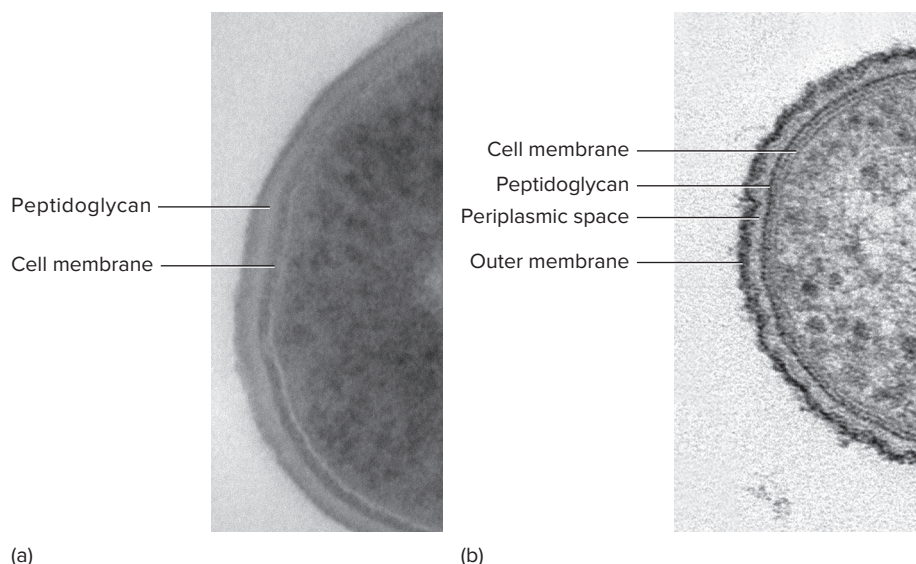 Peptidoglycan
Cell membrane
(a)
Cell membrane
Peptidoglycan
Periplasmic space
Outer membrane
(b)